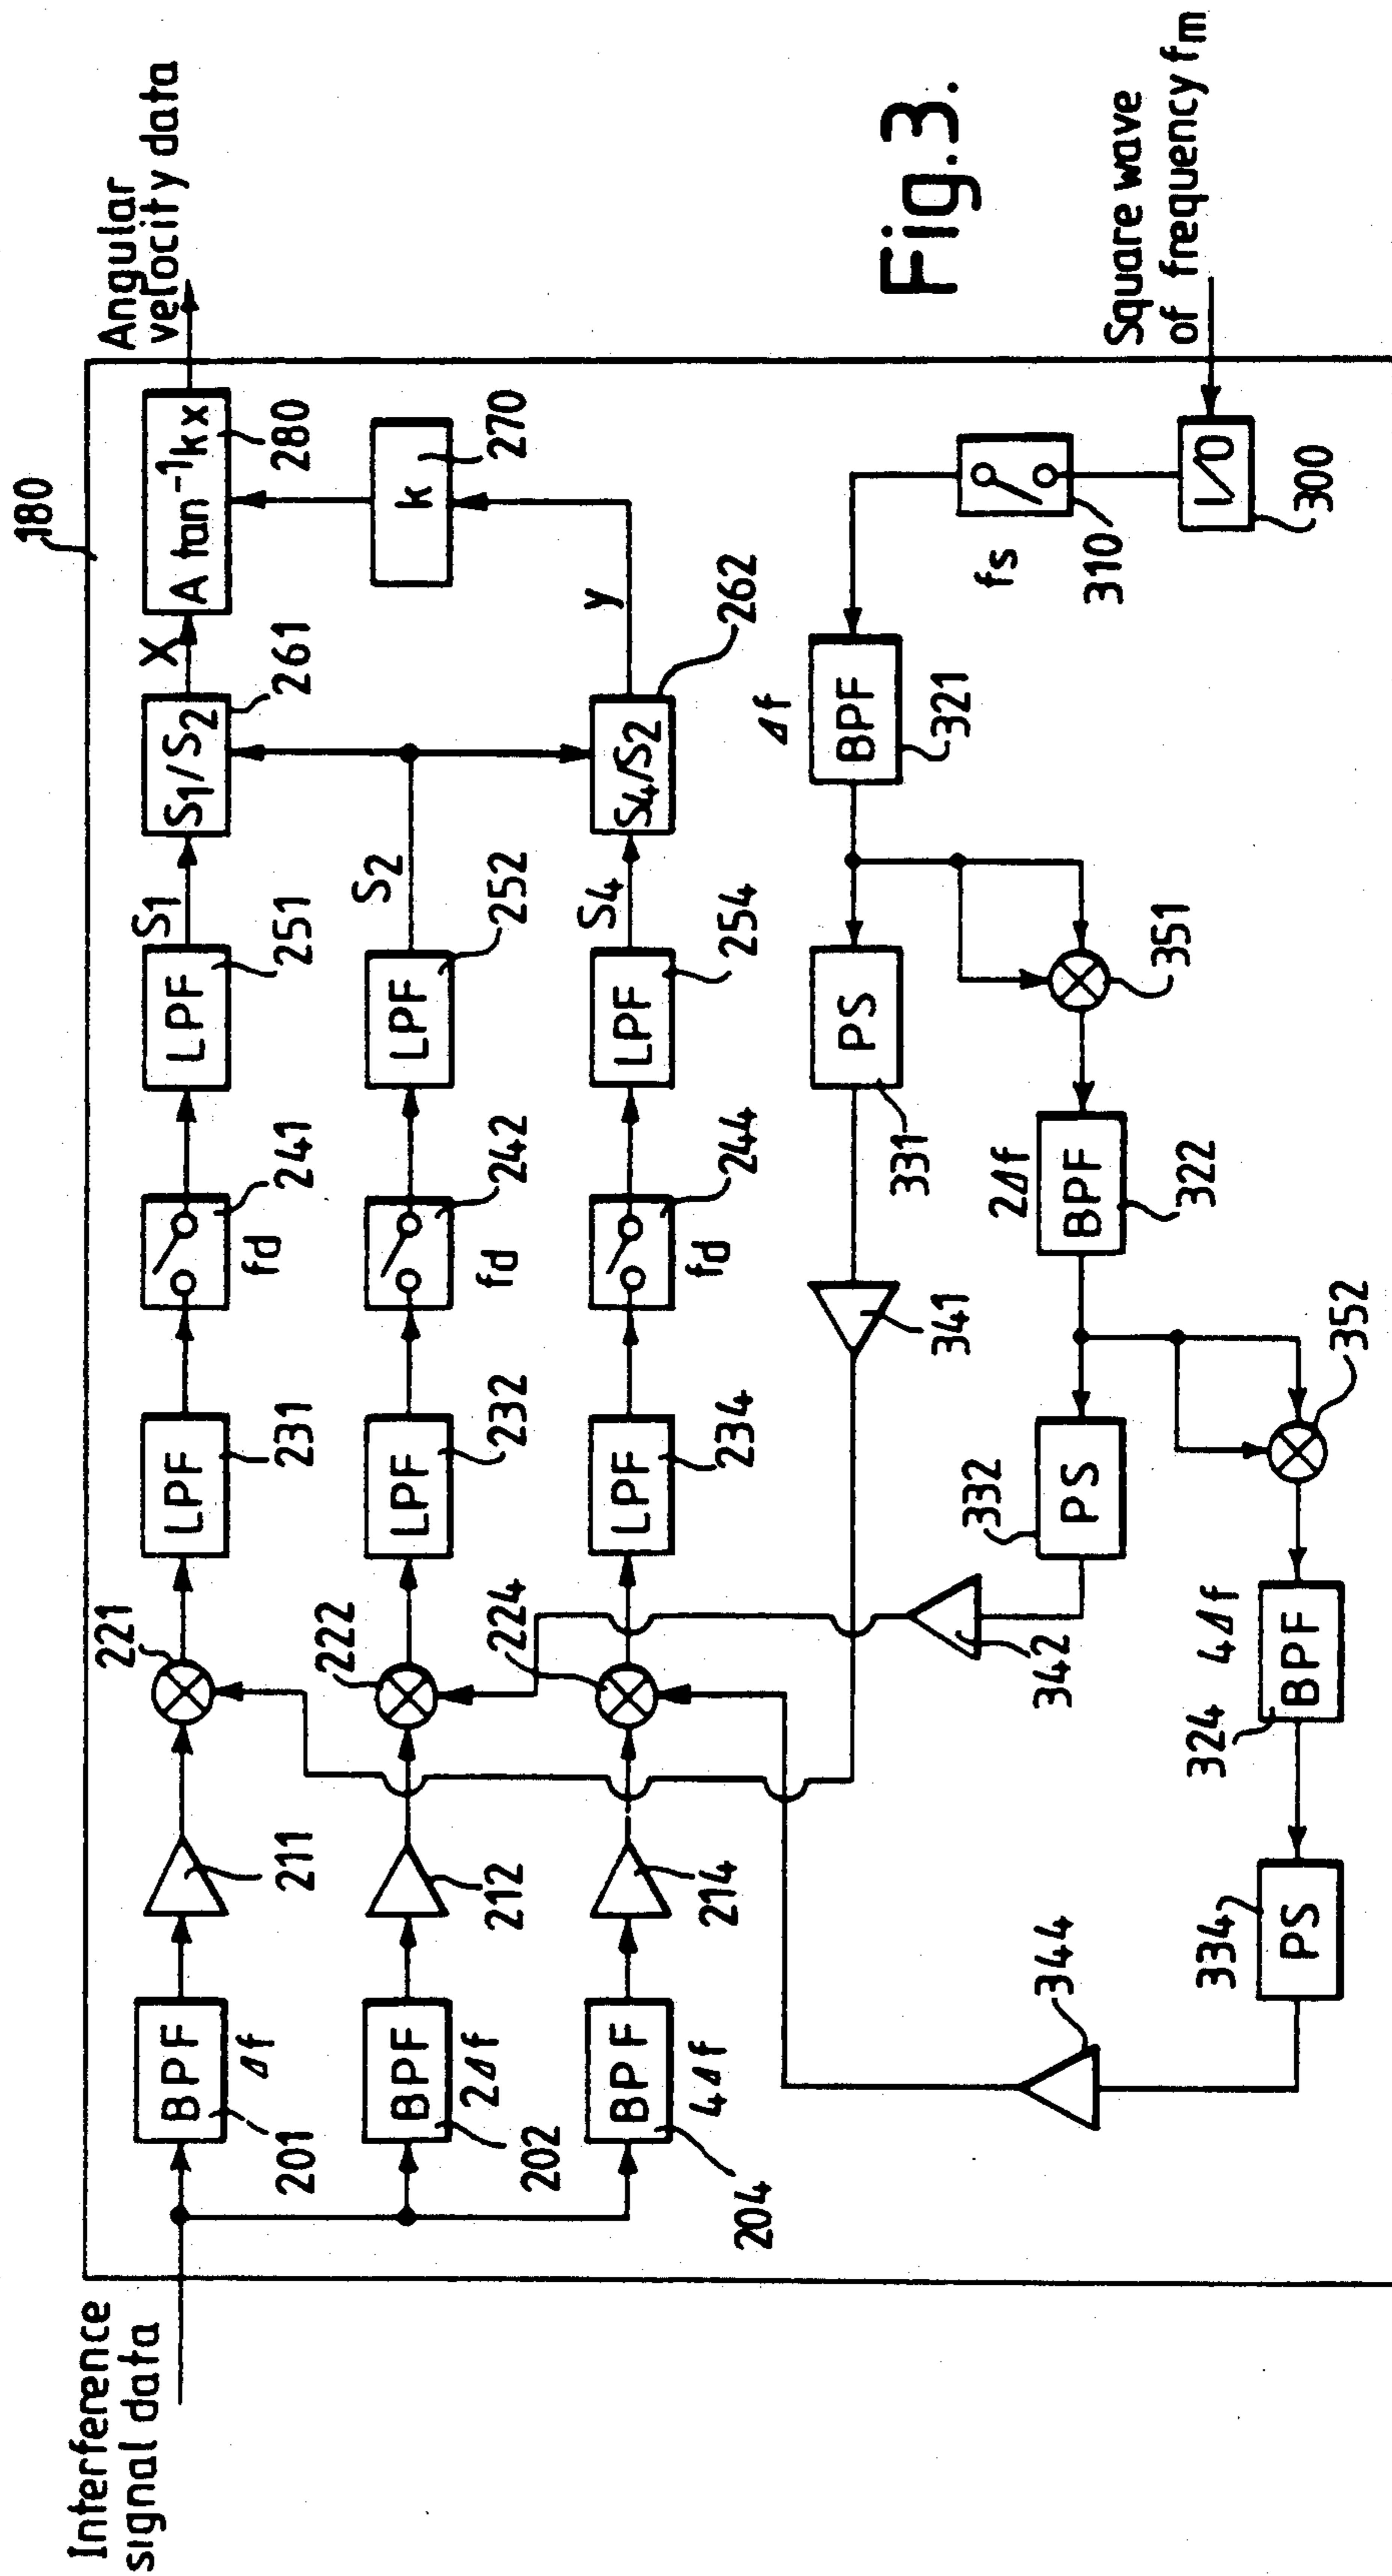 180
Interference
signal data
BPF
Δf
201
211
221
LPF
231
fd
241
LPF
251
S1
S1/S2
261
X
A tan⁻¹kx
280
Angular
velocity data
BPF
2Δf
202
212
222
LPF
232
fd
242
LPF
252
S2
k
270
BPF
4Δf
204
214
224
LPF
234
fd
244
LPF
254
S4
S4/S2
262
y
341
PS
331
BPF
Δf
321
fs
310
I/O
300
Square wave
of frequency fm
342
PS
332
BPF
2Δf
322
351
344
PS
334
BPF
4Δf
324
352
Fig.3.